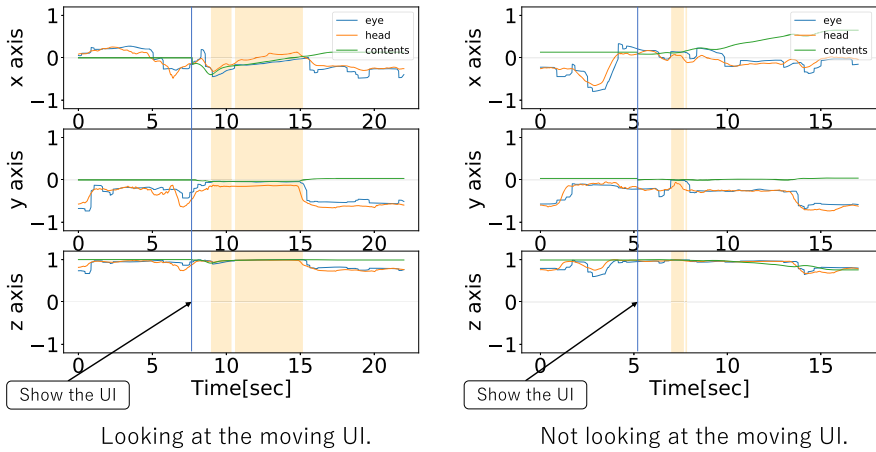 x axis
1
0
−1
0
5
10
15
20
eye
head
contents
y axis
1
0
−1
0
5
10
15
20
z axis
1
0
−1
0
5
10
15
20
Time[sec]
Show the UI
Looking at the moving UI.
x axis
1
0
−1
0
5
10
15
eye
head
contents
y axis
1
0
−1
0
5
10
15
z axis
1
0
−1
0
5
10
15
Time[sec]
Show the UI
Not looking at the moving UI.